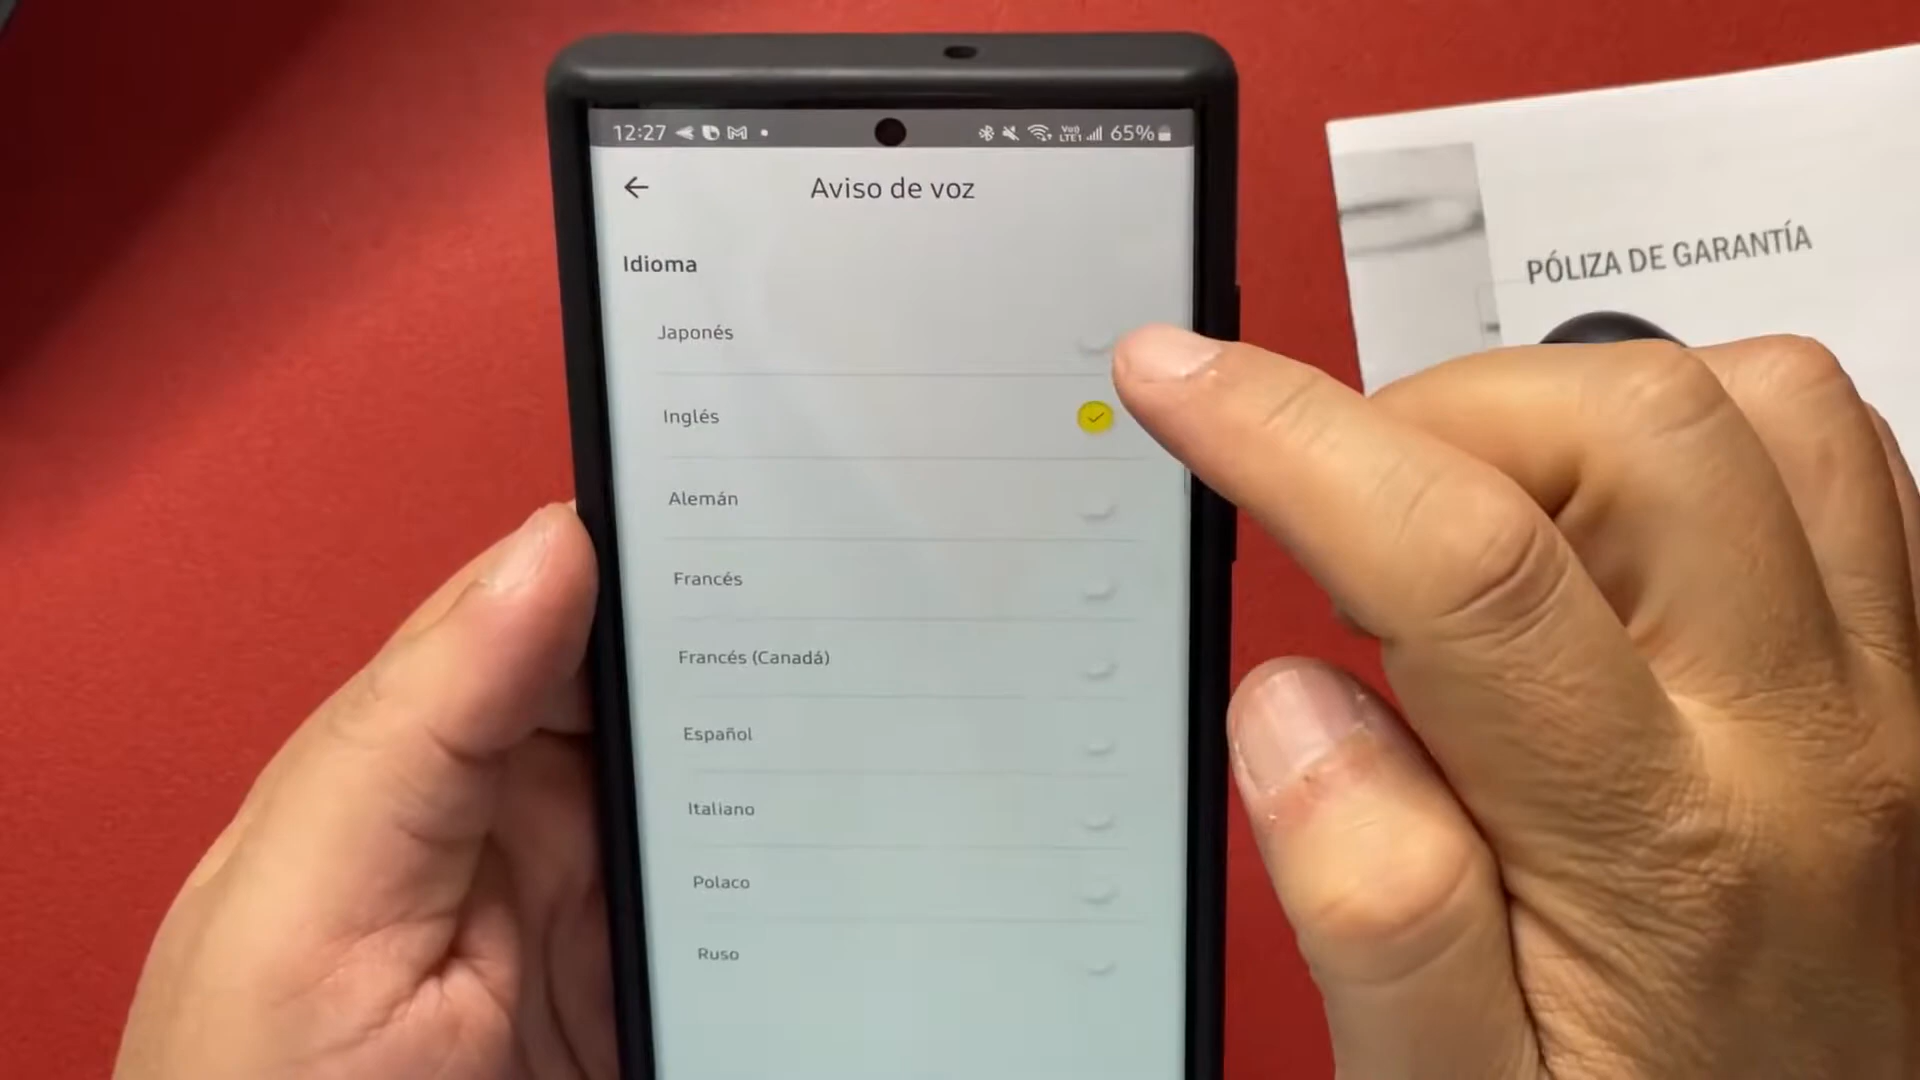 12:27 65%
Aviso de voz
Idioma
Japonés
Inglés
Alemán
Francés
Francés (Canadá)
Español
Italiano
Polaco
Ruso
PÓLIZA DE GARANTÍA